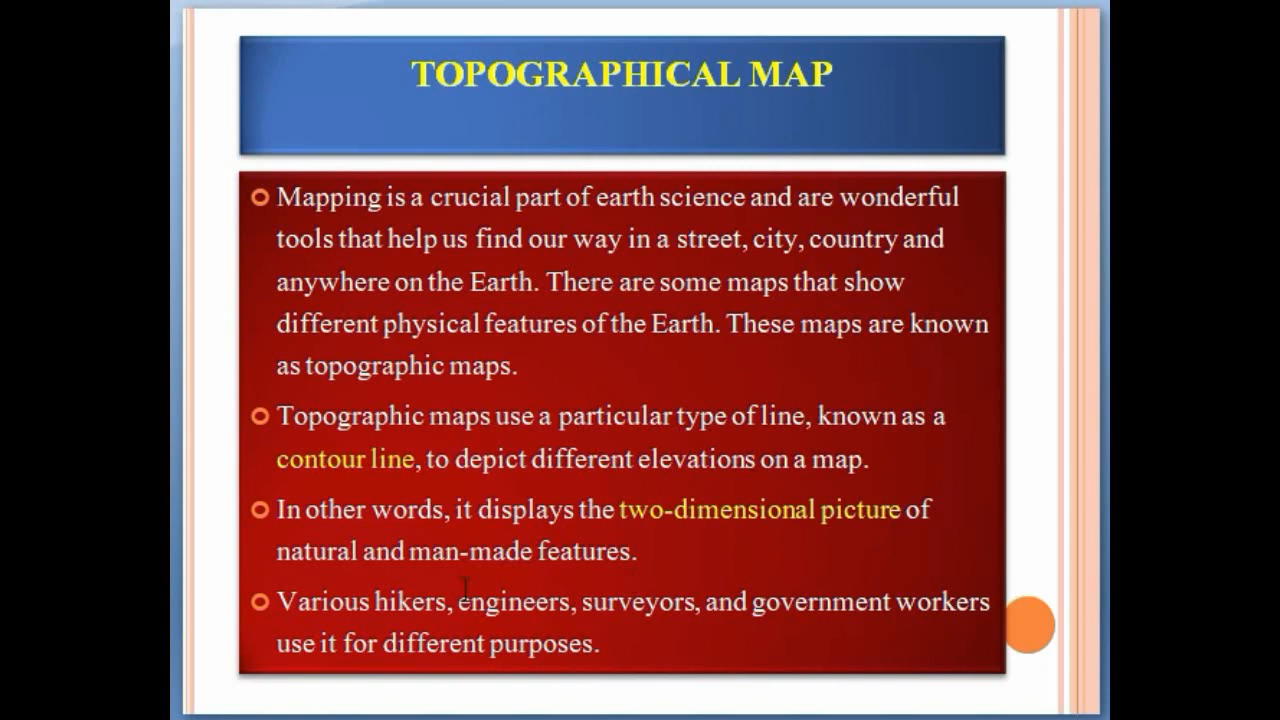 TOPOGRAPHICAL MAP
Mapping is a crucial part of earth science and are wonderful
tools that help us find our way in a street, city, country and
anywhere on the Earth. There are some maps that show
different physical features of the Earth. These maps are known
as topographic maps.
Topographic maps use a particular type of line, known as a
contour line, to depict different elevations on a map.
In other words, it displays the two-dimensional picture of
natural and man-made features.
Various hikers, engineers, surveyors, and government workers
use it for different purposes.